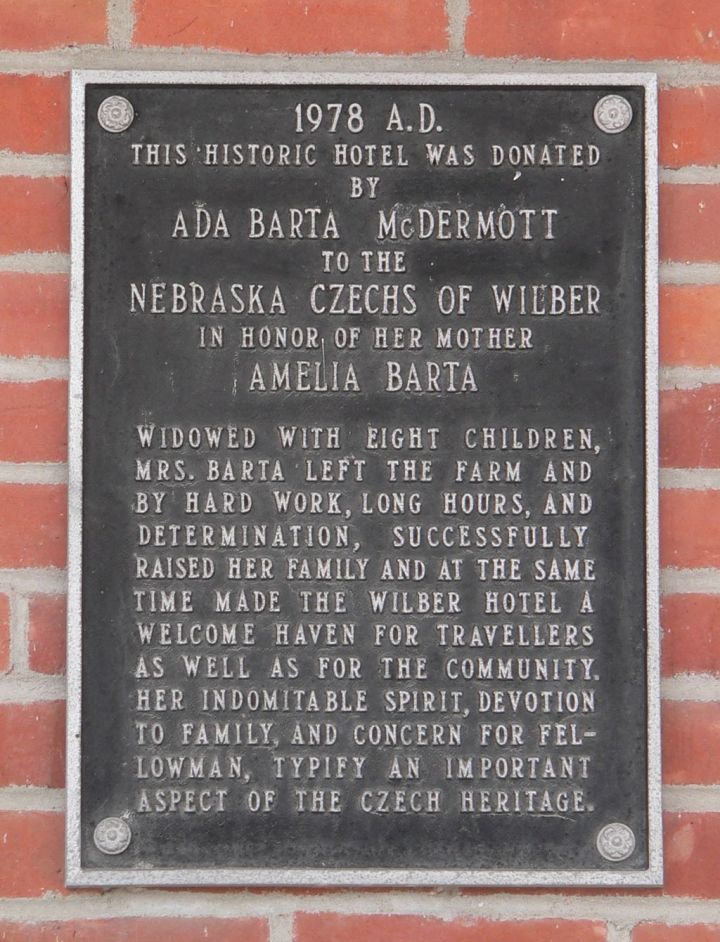 1978 A.D.
THIS HISTORIC HOTEL WAS DONATED
BY
ADA BARTA McDERMOTT
TO THE
NEBRASKA CZECHS OF WILBER
IN HONOR OF HER MOTHER
AMELIA BARTA
WIDOWED WITH EIGHT CHILDREN,
MRS. BARTA LEFT THE FARM AND
BY HARD WORK, LONG HOURS, AND
DETERMINATION, SUCCESSFULLY
RAISED HER FAMILY AND AT THE SAME
TIME MADE THE WILBER HOTEL A
WELCOME HAVEN FOR TRAVELLERS
AS WELL AS FOR THE COMMUNITY.
HER INDOMITABLE SPIRIT, DEVOTION
TO FAMILY, AND CONCERN FOR FEL-
LOWMAN, TYPIFY AN IMPORTANT
ASPECT OF THE CZECH HERITAGE.